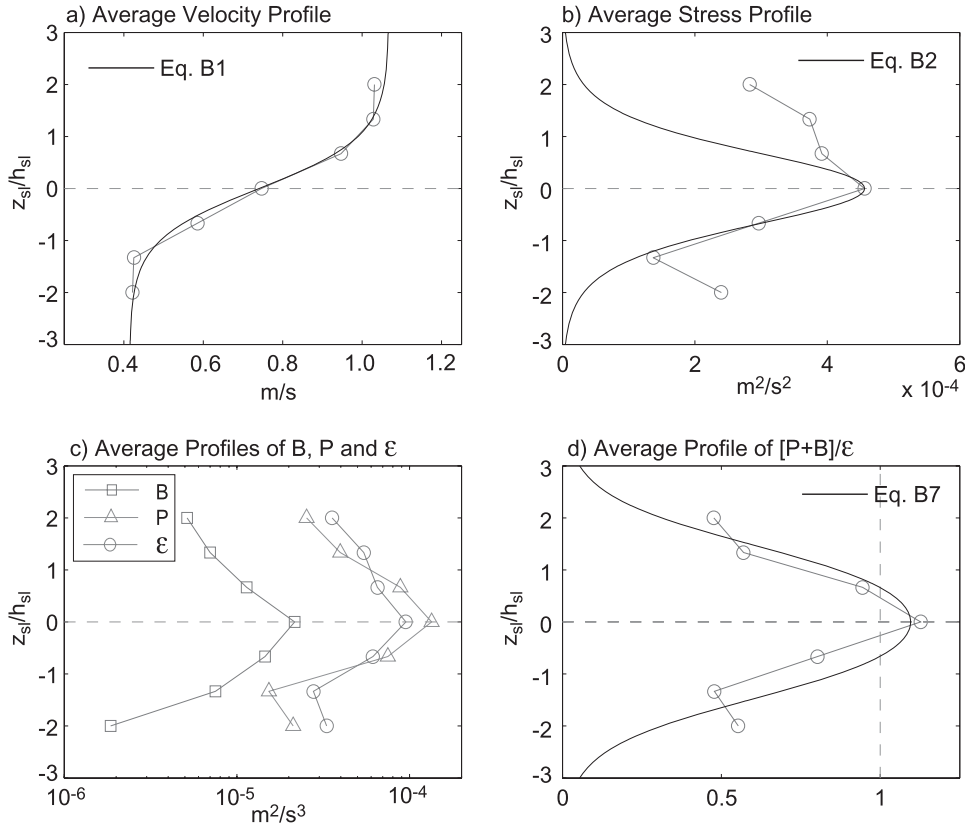 a) Average Velocity Profile
3
2
1
0
-1
-2
-3
z_sl/h_sl
Eq. B1
0.4 0.6 0.8 1.0 1.2
m/s
b) Average Stress Profile
3
2
1
0
-1
-2
-3
z_sl/h_sl
Eq. B2
0 2 4 6
m²/s²
x 10⁻⁴
c) Average Profiles of B, P and ε
3
2
1
0
-1
-2
-3
z_sl/h_sl
B
P
ε
10⁻⁶ 10⁻⁵ 10⁻⁴
m²/s³
d) Average Profile of [P+B]/ε
3
2
1
0
-1
-2
-3
z_sl/h_sl
Eq. B7
0 0.5 1